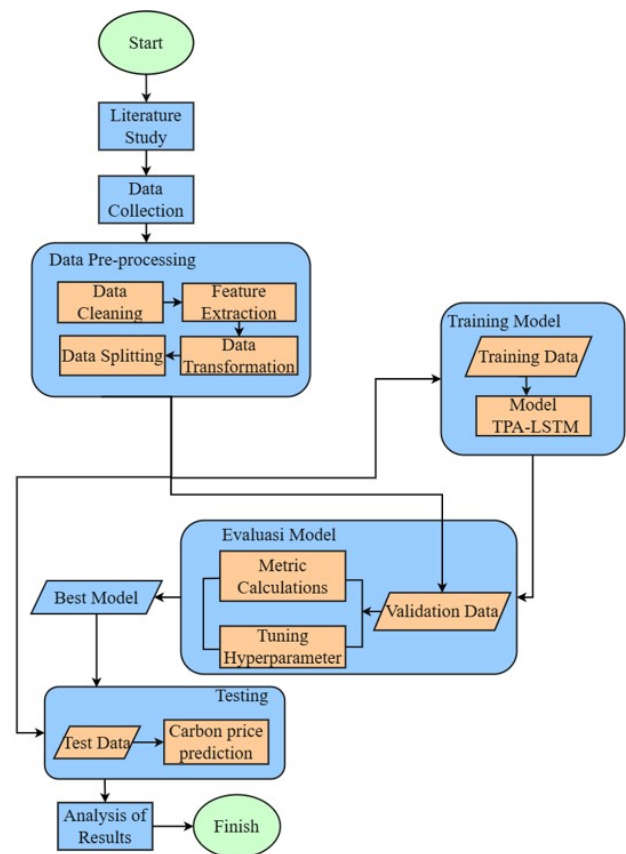 Start
Literature
Study
Data
Collection
Data Pre-processing
Data
Cleaning
Feature
Extraction
Data Splitting
Data
Transformation
Training Model
Training Data
Model
TPA-LSTM
Evaluasi Model
Metric
Calculations
Tuning
Hyperparameter
Validation Data
Best Model
Testing
Test Data
Carbon price
prediction
Analysis of
Results
Finish